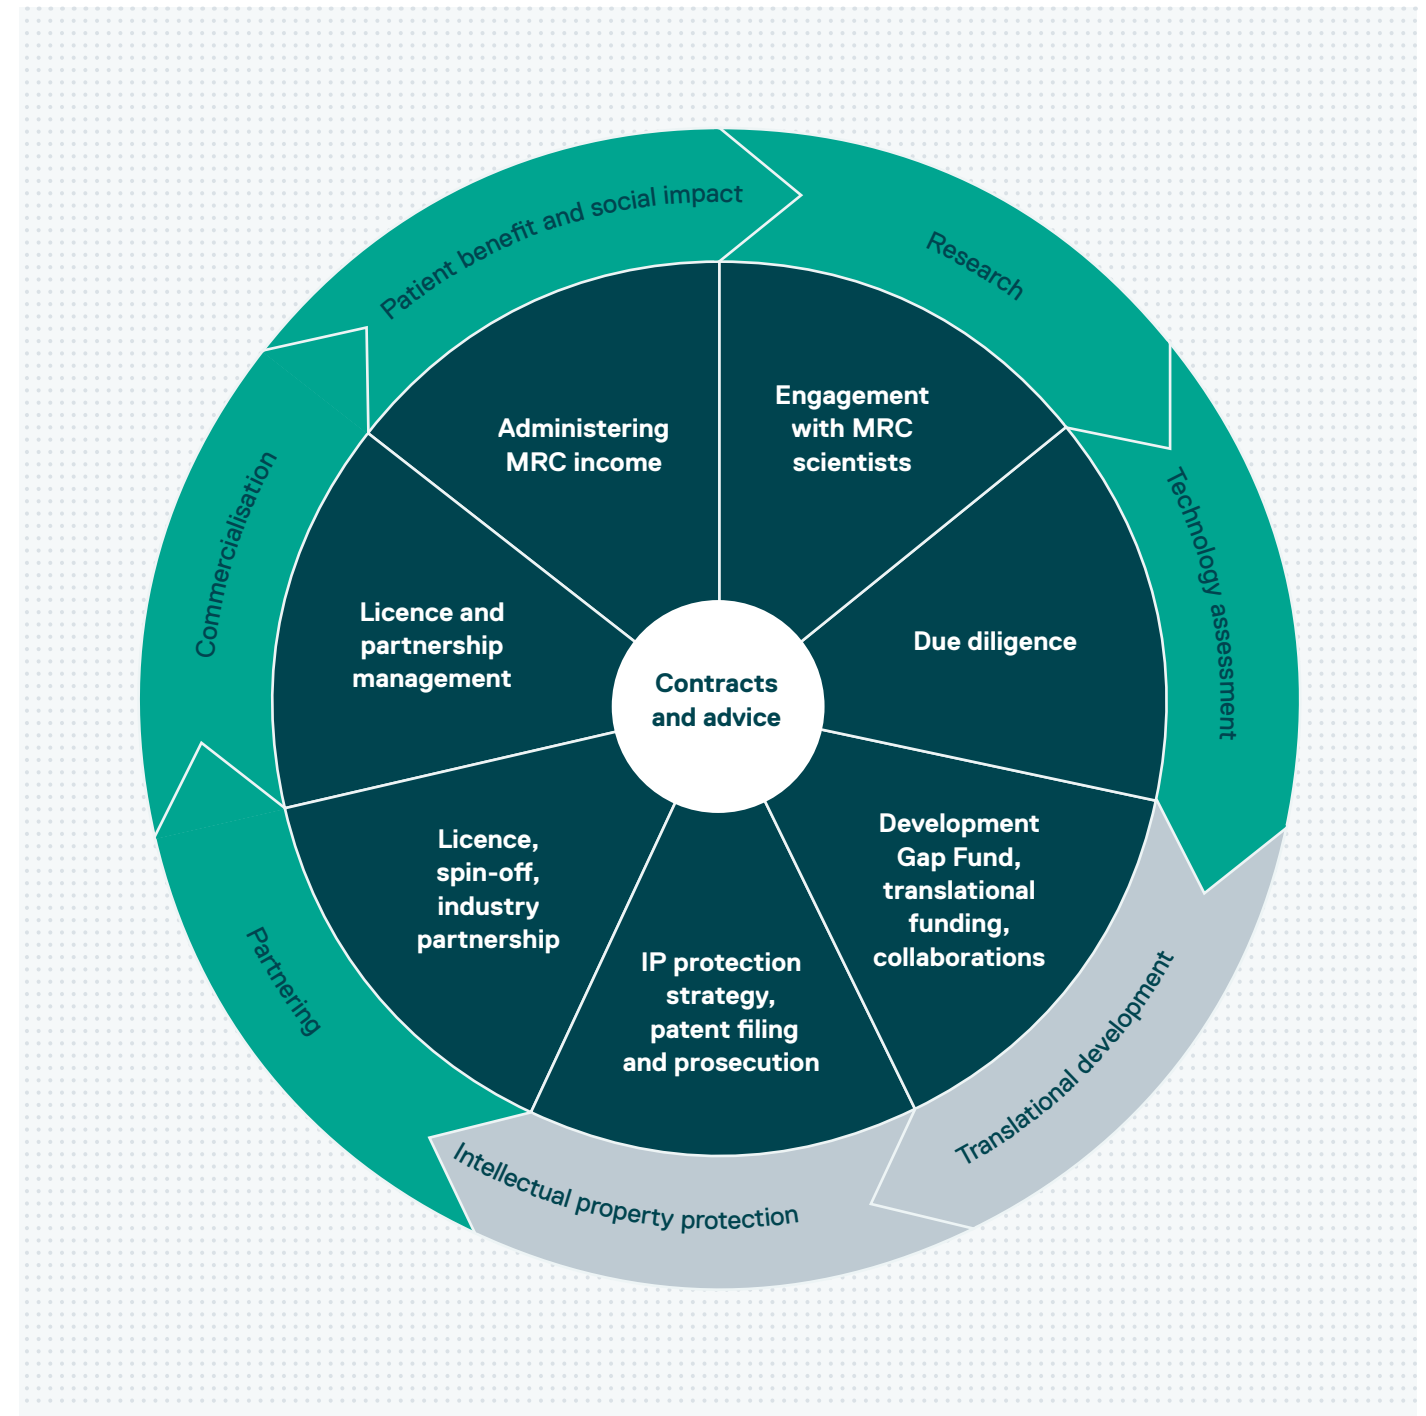 Patient benefit and social impact
Research
Technology assessment
Translational development
Intellectual property protection
Partnering
Commercialisation
Engagement
with MRC
scientists
Due diligence
Development
Gap Fund,
translational
funding,
collaborations
IP protection
strategy,
patent filing
and prosecution
Licence,
spin-off,
industry
partnership
Licence and
partnership
management
Administering
MRC income
Contracts
and advice